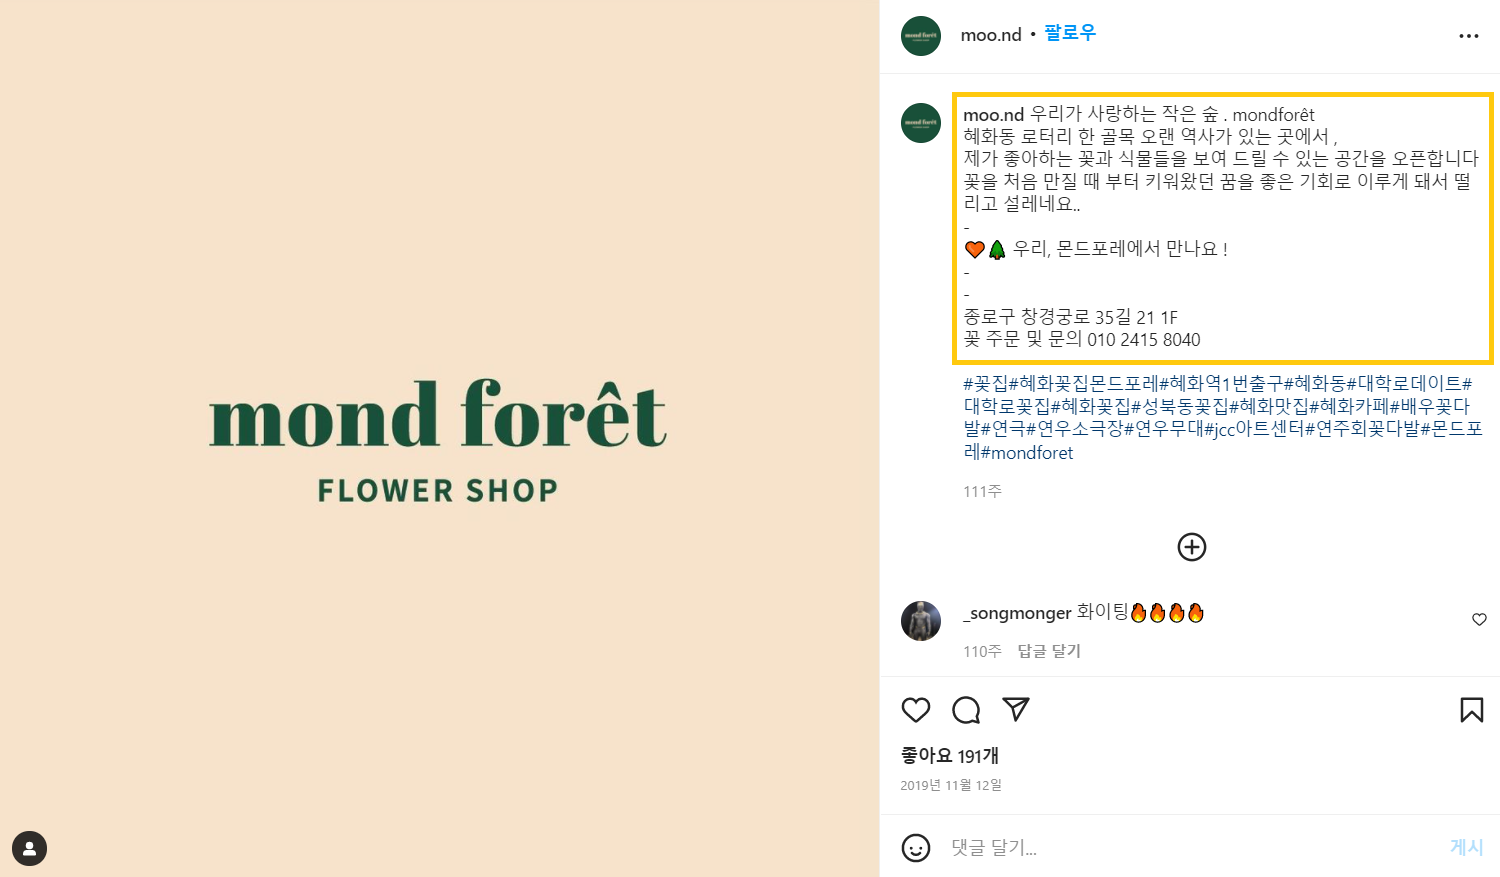 mond forêt
FLOWER SHOP
mond forêt
moo.nd • 팔로우
mond forêt
moo.nd 우리가 사랑하는 작은 숲 . mondforêt
혜화동 로터리 한 골목 오랜 역사가 있는 곳에서 ,
제가 좋아하는 꽃과 식물들을 보여 드릴 수 있는 공간을 오픈합니다
꽃을 처음 만질 때 부터 키워왔던 꿈을 좋은 기회로 이루게 돼서 떨
리고 설레네요..
-
🧡🌲 우리, 몬드포레에서 만나요 !
-
-
종로구 창경궁로 35길 21 1F
꽃 주문 및 문의 010 2415 8040
#꽃집#혜화꽃집몬드포레#혜화역1번출구#혜화동#대학로데이트#
대학로꽃집#혜화꽃집#성북동꽃집#혜화맛집#혜화카페#배우꽃다
발#연극#연우소극장#연우무대#jcc아트센터#연주회꽃다발#몬드포
레#mondforet
111주
_songmonger 화이팅🔥🔥🔥🔥
110주 답글 달기
좋아요 191개
2019년 11월 12일
댓글 달기...
게시